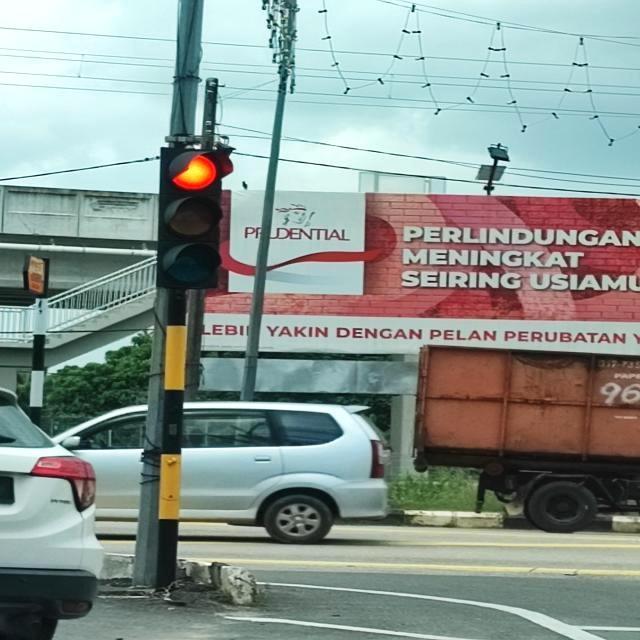 PRUDENTIAL
PERLINDUNGAN
MENINGKAT
SEIRING USIAMU
LEBIH YAKIN DENGAN PELAN PERUBATAN Y
96